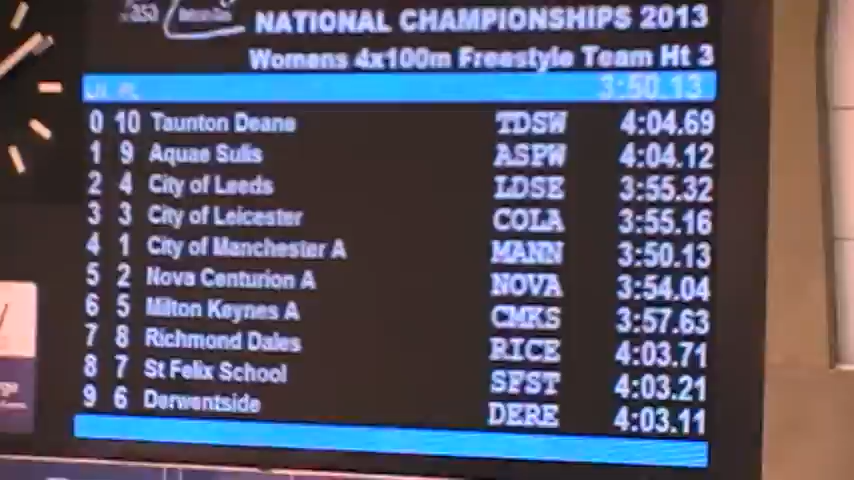 NATIONAL CHAMPIONSHIPS 2013
Womens 4x100m Freestyle Team Ht 3
LN PL 3:50.13
0 10 Taunton Deane TDSW 4:04.69
1 9 Aquae Sulis ASPW 4:04.12
2 4 City of Leeds LDSE 3:55.32
3 3 City of Leicester COLA 3:55.16
4 1 City of Manchester A MANN 3:50.13
5 2 Nova Centurion A NOVA 3:54.04
6 5 Milton Keynes A CMKS 3:57.63
7 8 Richmond Dales RICE 4:03.71
8 7 St Felix School SFST 4:03.21
9 6 Derwentside DERE 4:03.11